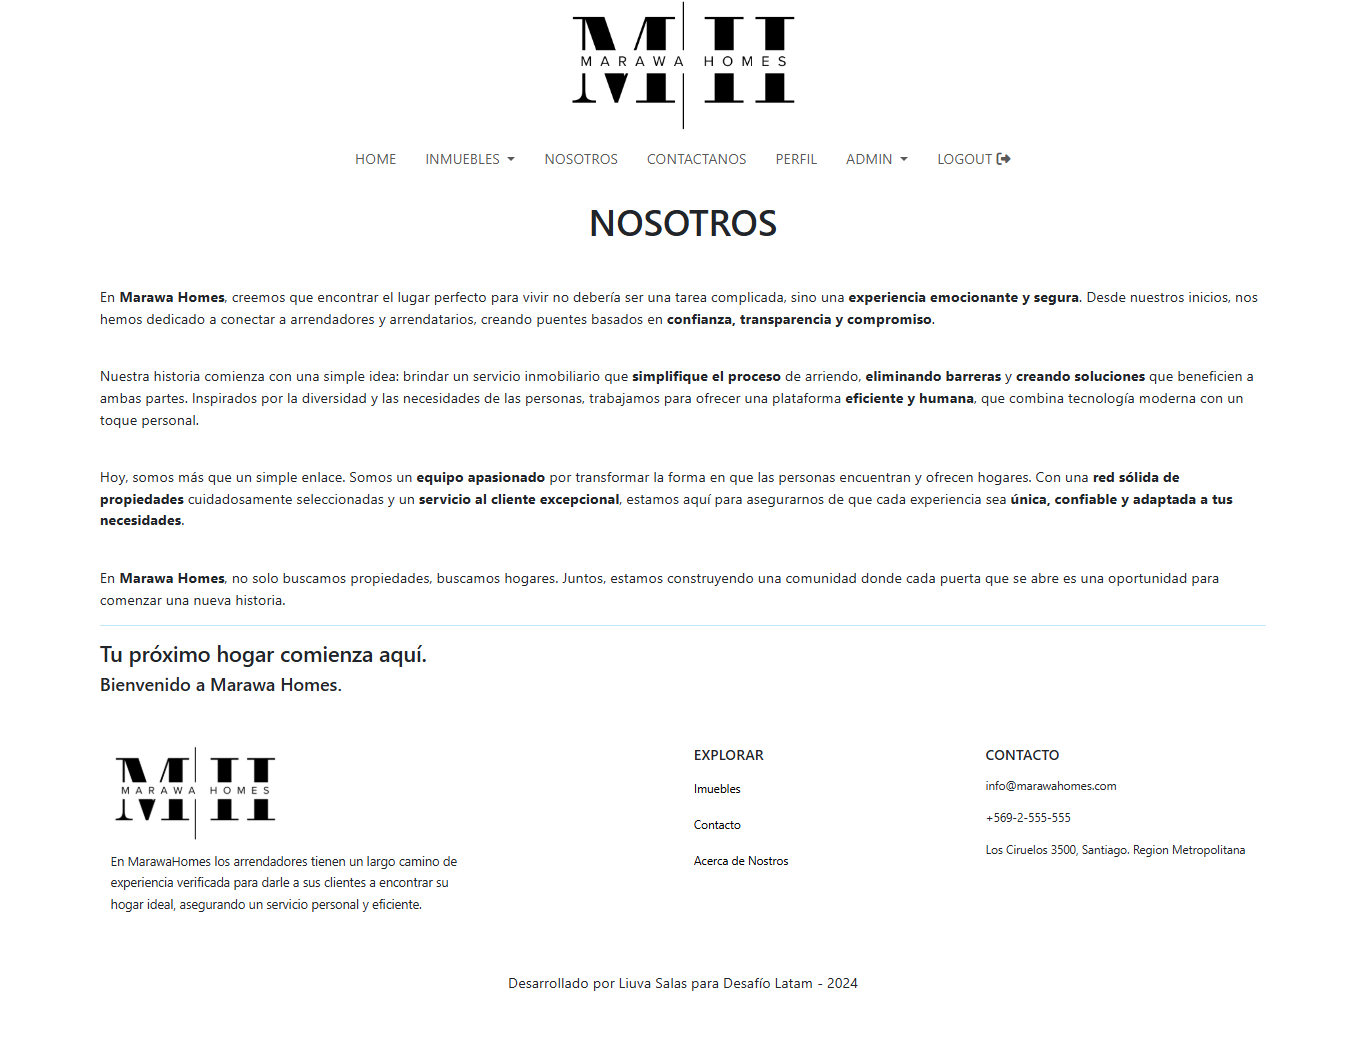 MARAWA HOMES
HOME INMUEBLES NOSOTROS CONTACTANOS PERFIL ADMIN LOGOUT
NOSOTROS
En Marawa Homes, creemos que encontrar el lugar perfecto para vivir no debería ser una tarea complicada, sino una experiencia emocionante y segura. Desde nuestros inicios, nos
hemos dedicado a conectar a arrendadores y arrendatarios, creando puentes basados en confianza, transparencia y compromiso.
Nuestra historia comienza con una simple idea: brindar un servicio inmobiliario que simplifique el proceso de arriendo, eliminando barreras y creando soluciones que beneficien a
ambas partes. Inspirados por la diversidad y las necesidades de las personas, trabajamos para ofrecer una plataforma eficiente y humana, que combina tecnología moderna con un
toque personal.
Hoy, somos más que un simple enlace. Somos un equipo apasionado por transformar la forma en que las personas encuentran y ofrecen hogares. Con una red sólida de
propiedades cuidadosamente seleccionadas y un servicio al cliente excepcional, estamos aquí para asegurarnos de que cada experiencia sea única, confiable y adaptada a tus
necesidades.
En Marawa Homes, no solo buscamos propiedades, buscamos hogares. Juntos, estamos construyendo una comunidad donde cada puerta que se abre es una oportunidad para
comenzar una nueva historia.
Tu próximo hogar comienza aquí.
Bienvenido a Marawa Homes.
MH
MARAWA HOMES
En MarawaHomes los arrendadores tienen un largo camino de
experiencia verificada para darle a sus clientes a encontrar su
hogar ideal, asegurando un servicio personal y eficiente.
EXPLORAR
Imuebles
Contacto
Acerca de Nostros
CONTACTO
info@marawahomes.com
+569-2-555-555
Los Ciruelos 3500, Santiago. Region Metropolitana
Desarrollado por Liuva Salas para Desafío Latam - 2024